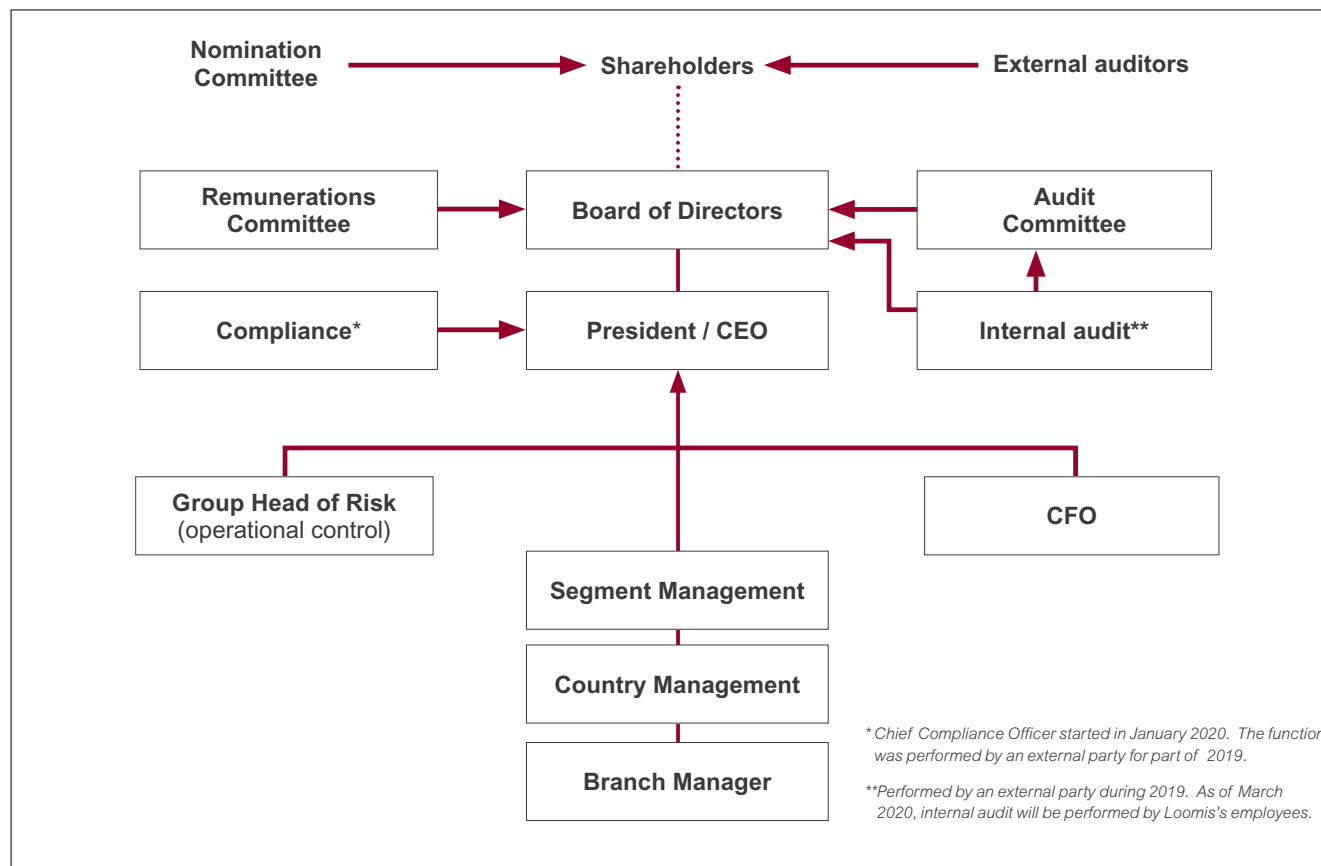 Nomination
Committee
Shareholders
External auditors
Remunerations
Committee
Board of Directors
Audit
Committee
Compliance*
President / CEO
Internal audit**
Group Head of Risk
(operational control)
CFO
Segment Management
Country Management
Branch Manager
* Chief Compliance Officer started in January 2020. The function
was performed by an external party for part of 2019.
**Performed by an external party during 2019. As of March
2020, internal audit will be performed by Loomis's employees.